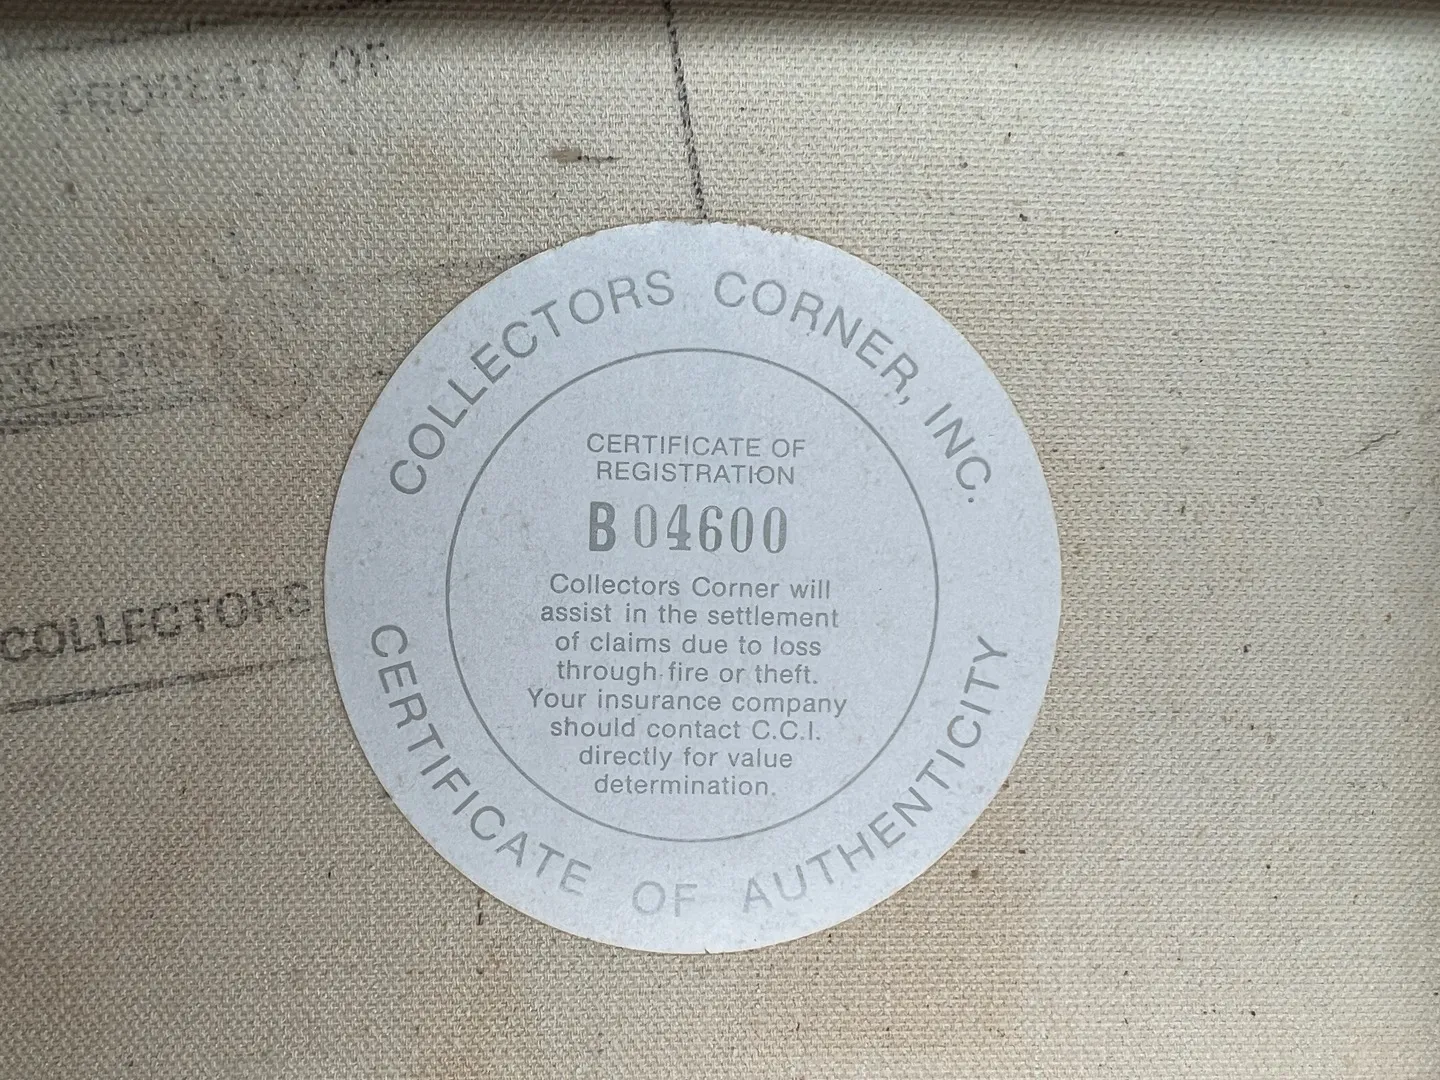 PROPERTY OF
COLLECTORS
COLLECTORS CORNER, INC.
CERTIFICATE OF
REGISTRATION
B 04600
Collectors Corner will
assist in the settlement
of claims due to loss
through fire or theft.
Your insurance company
should contact C.C.I.
directly for value
determination.
CERTIFICATE OF AUTHENTICITY